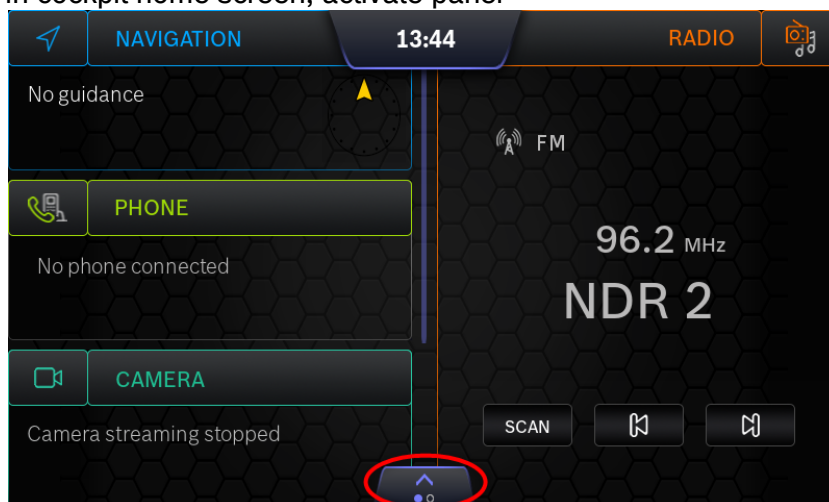 in cockpit home screen, activate panel
NAVIGATION
13:44
RADIO
No guidance
FM
PHONE
96.2 MHz
No phone connected
NDR 2
CAMERA
SCAN
Camera streaming stopped